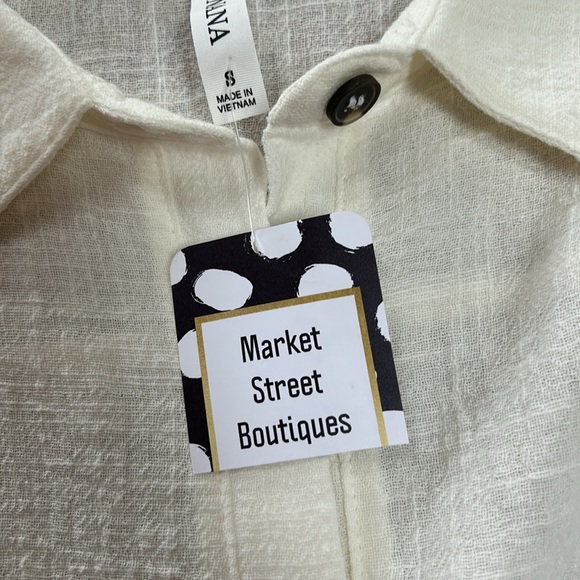 S
MADE IN
VIETNAM
Market
Street
Boutiques